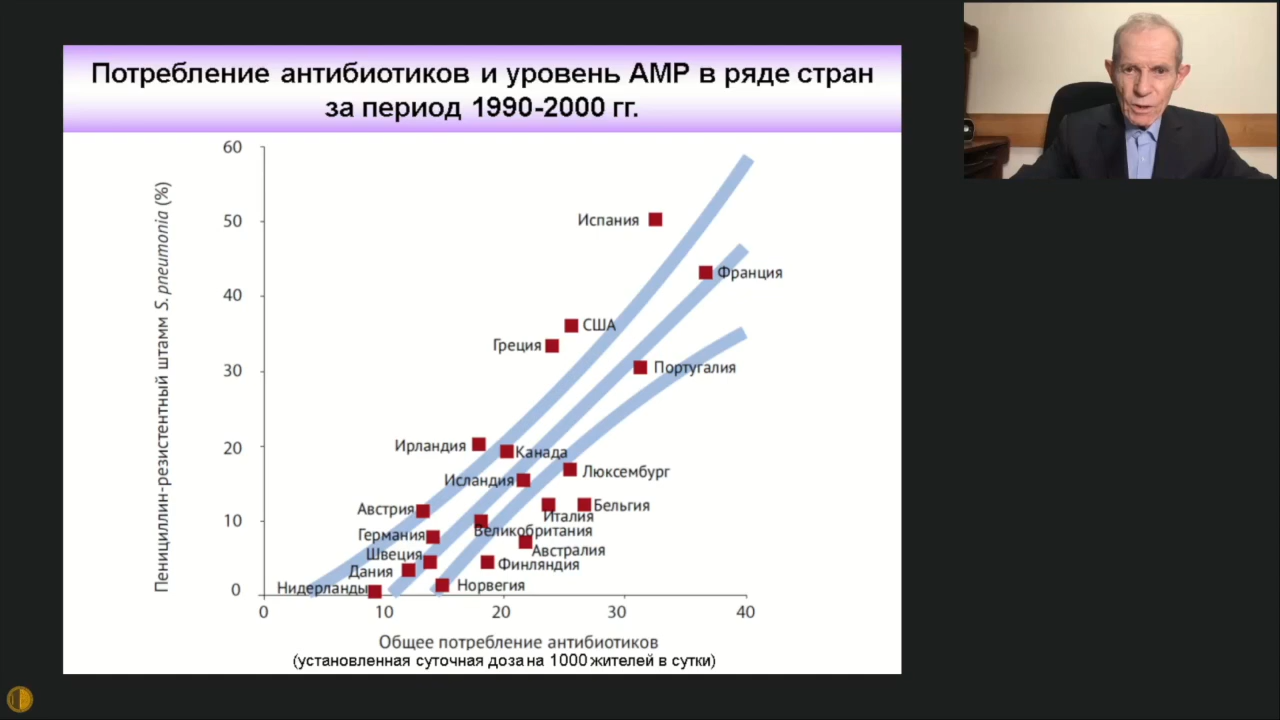 Потребление антибиотиков и уровень АМР в ряде стран
за период 1990-2000 гг.
Пенициллин-резистентный штамм S. pneumonia (%)
60
50
40
30
20
10
0
Испания
Франция
США
Греция
Португалия
Ирландия
Канада
Люксембург
Исландия
Австрия
Бельгия
Италия
Германия
Великобритания
Швеция
Австралия
Дания
Финляндия
Нидерланды
Норвегия
0 10 20 30 40
Общее потребление антибиотиков
(установленная суточная доза на 1000 жителей в сутки)